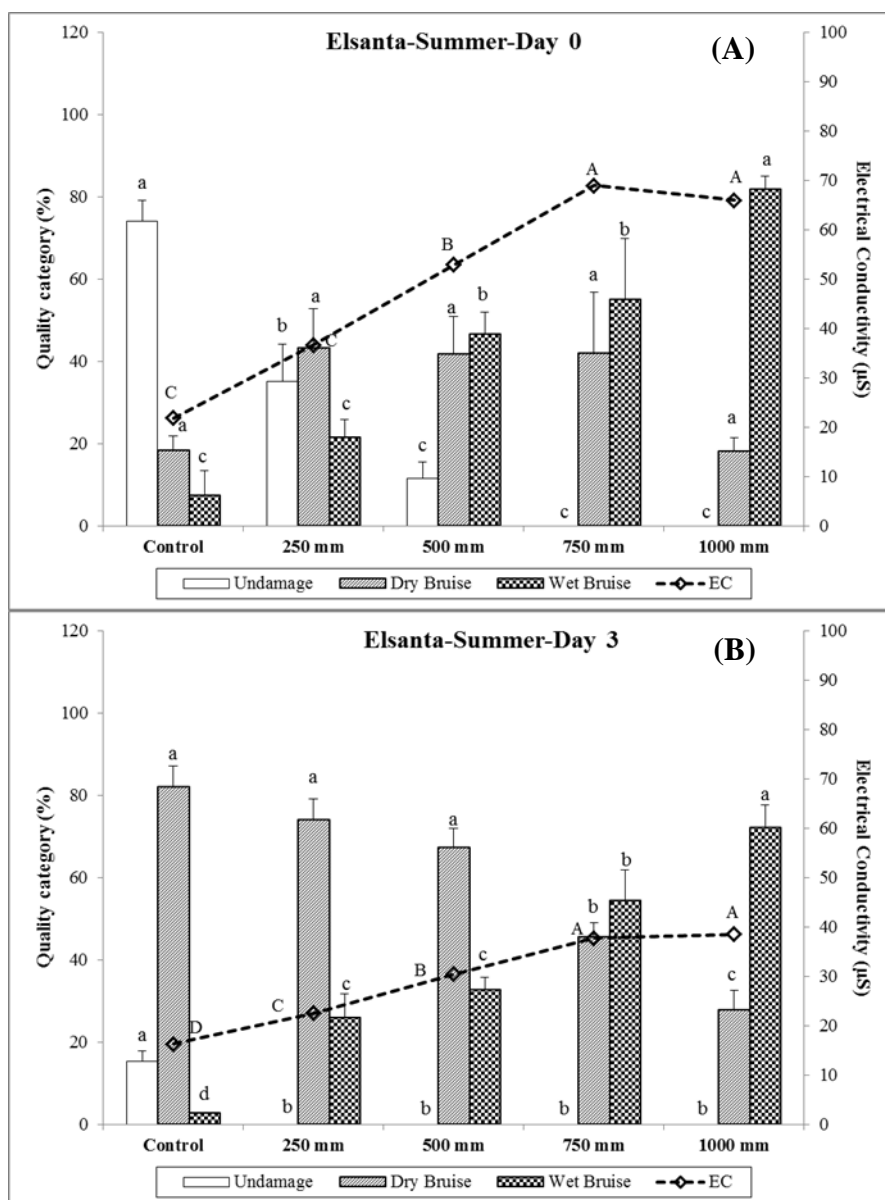 Elsanta-Summer-Day 0
(A)
Quality category (%)
Electrical Conductivity (µS)
120
100
80
60
40
20
0
100
90
80
70
60
50
40
30
20
10
0
a
C
a
c
b
a
C
c
c
a
B
b
c
a
A
b
c
a
A
a
Control
250 mm
500 mm
750 mm
1000 mm
Undamage
Dry Bruise
Wet Bruise
EC
Elsanta-Summer-Day 3
(B)
Quality category (%)
Electrical Conductivity (µS)
120
100
80
60
40
20
0
100
90
80
70
60
50
40
30
20
10
0
a
a
D
d
b
C
a
c
b
B
a
c
b
A
b
b
b
c
A
a
Control
250 mm
500 mm
750 mm
1000 mm
Undamage
Dry Bruise
Wet Bruise
EC